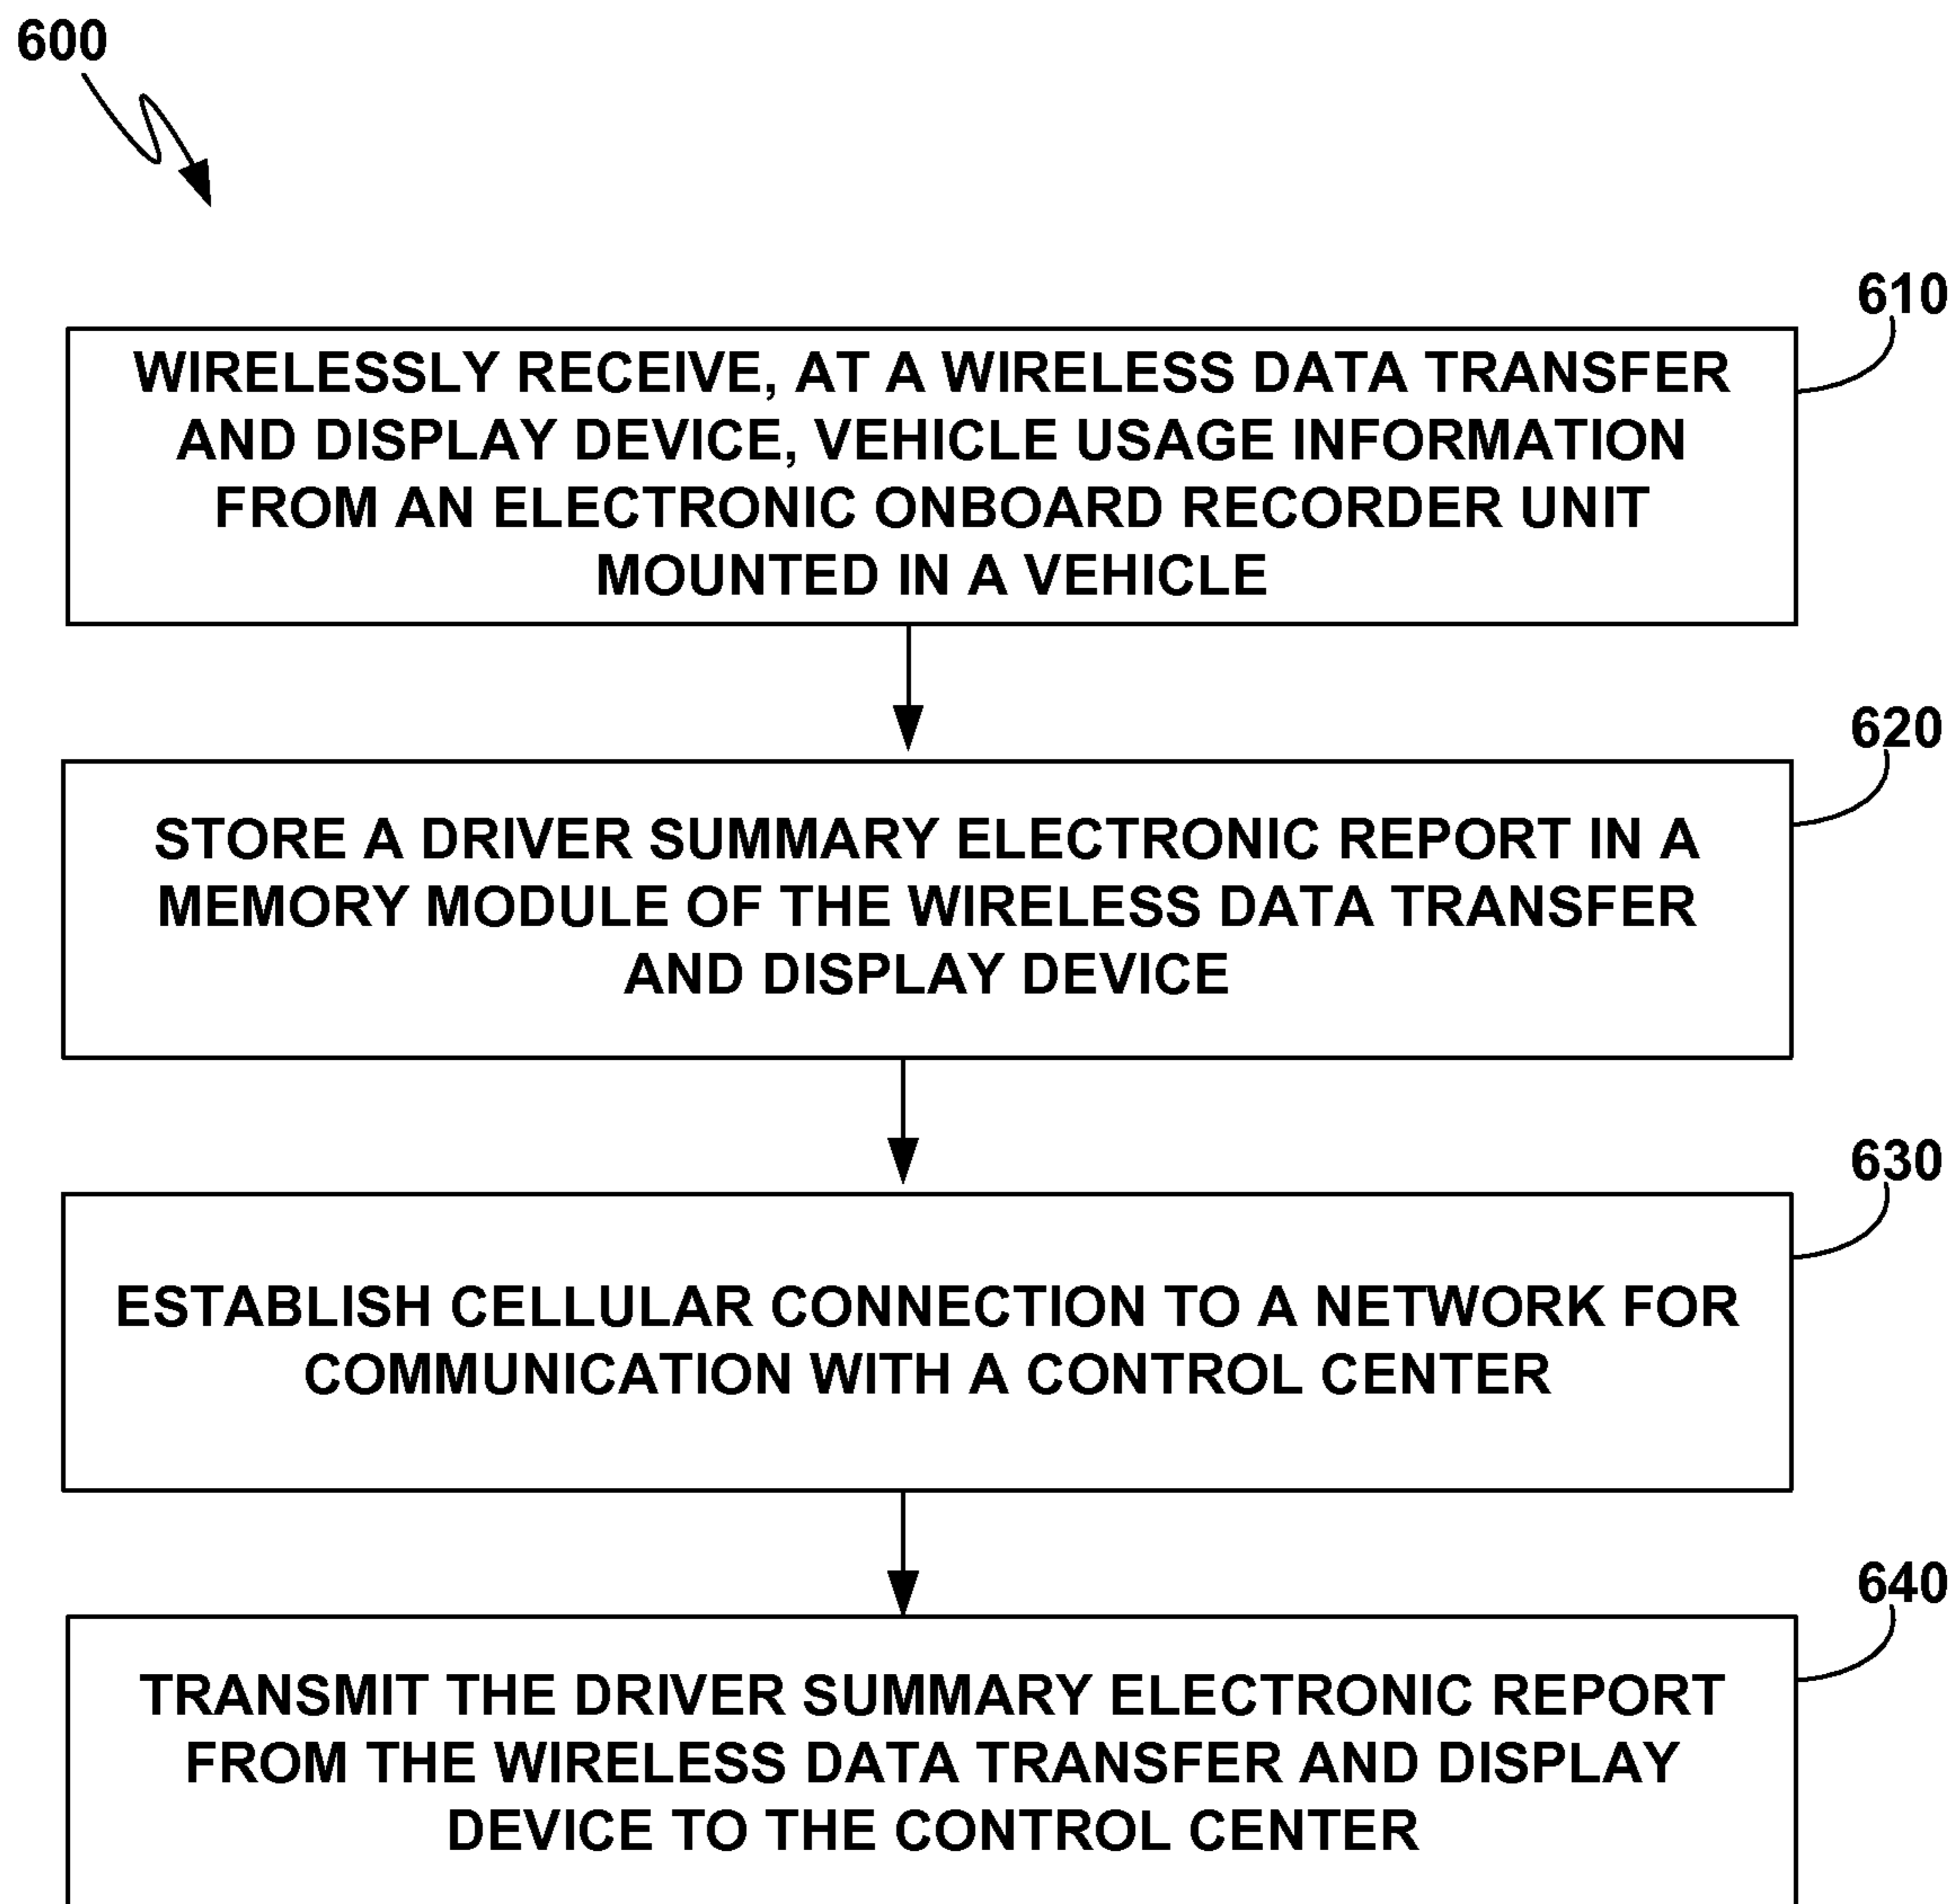 600
610
WIRELESSLY RECEIVE, AT A WIRELESS DATA TRANSFER
AND DISPLAY DEVICE, VEHICLE USAGE INFORMATION
FROM AN ELECTRONIC ONBOARD RECORDER UNIT
MOUNTED IN A VEHICLE
620
STORE A DRIVER SUMMARY ELECTRONIC REPORT IN A
MEMORY MODULE OF THE WIRELESS DATA TRANSFER
AND DISPLAY DEVICE
630
ESTABLISH CELLULAR CONNECTION TO A NETWORK FOR
COMMUNICATION WITH A CONTROL CENTER
640
TRANSMIT THE DRIVER SUMMARY ELECTRONIC REPORT
FROM THE WIRELESS DATA TRANSFER AND DISPLAY
DEVICE TO THE CONTROL CENTER